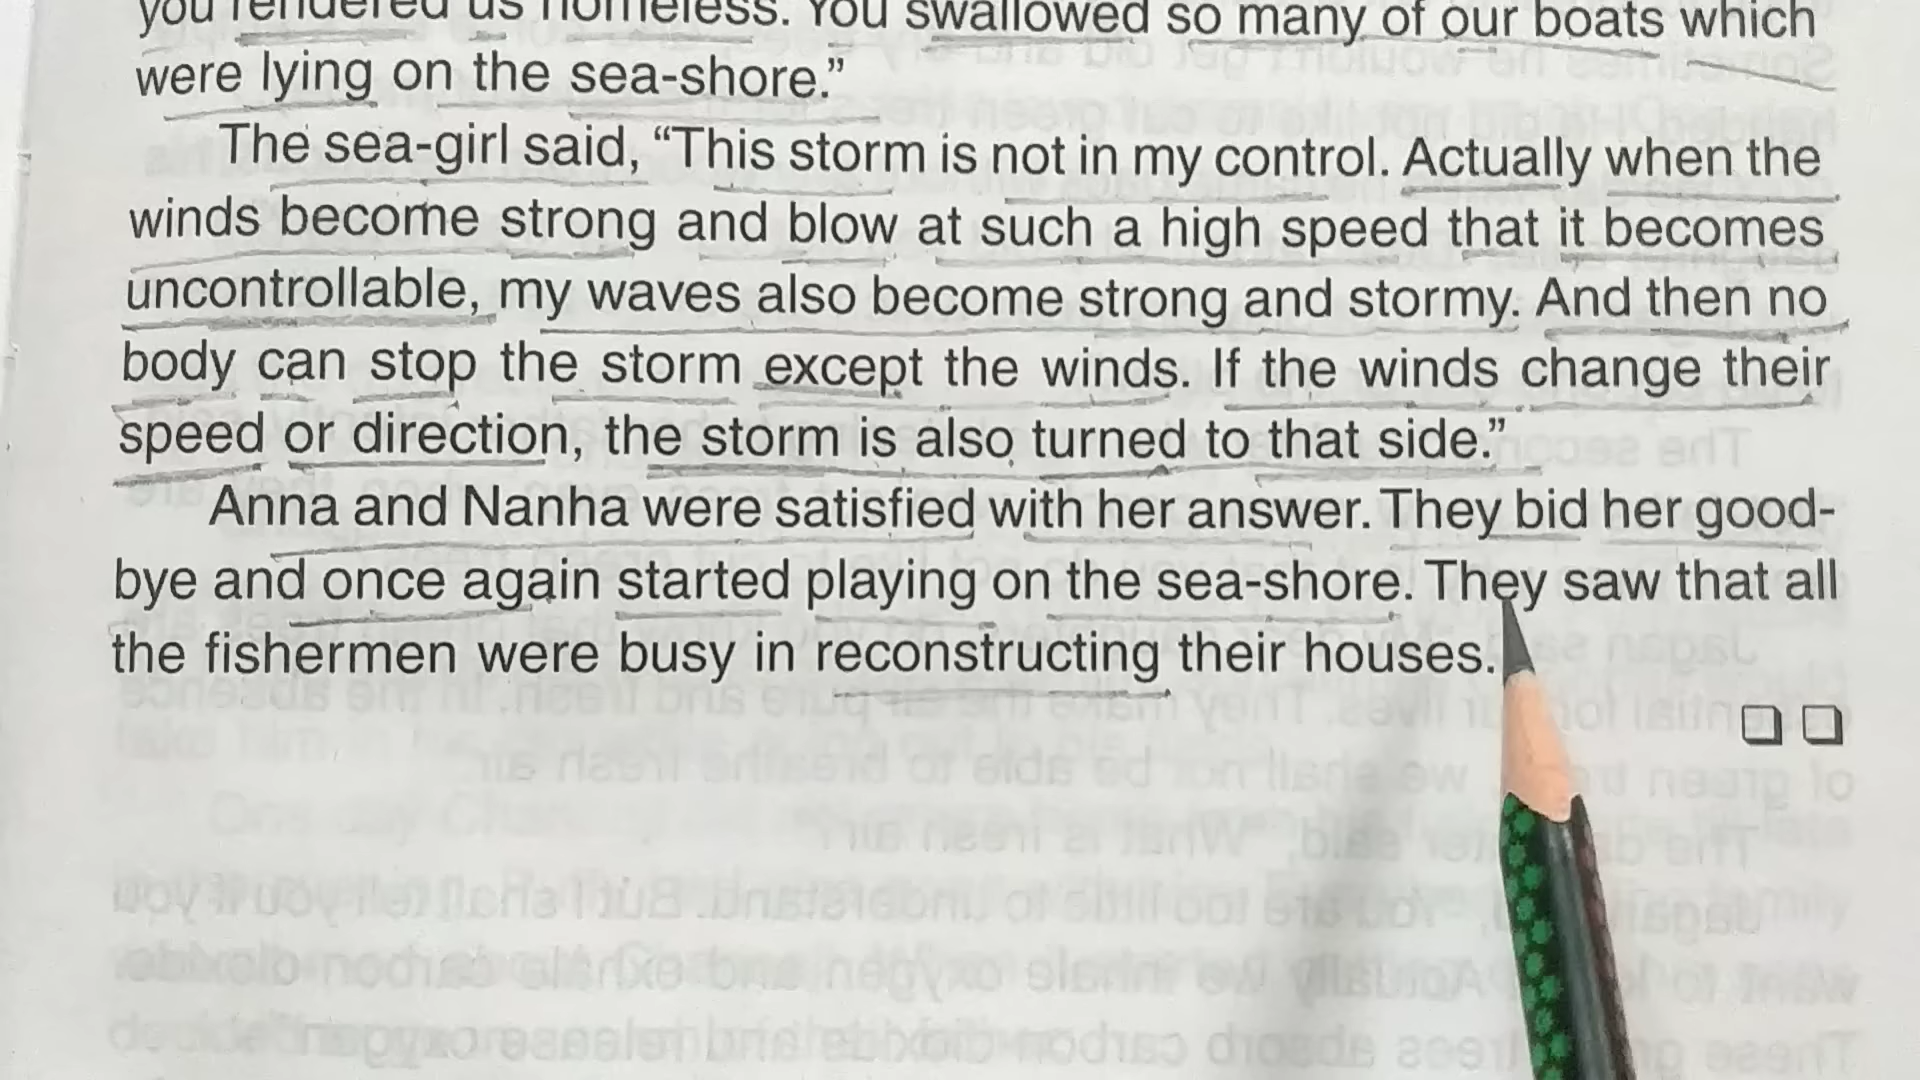 you rendered us homeless. You swallowed so many of our boats which
were lying on the sea-shore.”
The sea-girl said, “This storm is not in my control. Actually when the
winds become strong and blow at such a high speed that it becomes
uncontrollable, my waves also become strong and stormy. And then no
body can stop the storm except the winds. If the winds change their
speed or direction, the storm is also turned to that side.”
Anna and Nanha were satisfied with her answer. They bid her good-
bye and once again started playing on the sea-shore. They saw that all
the fishermen were busy in reconstructing their houses.